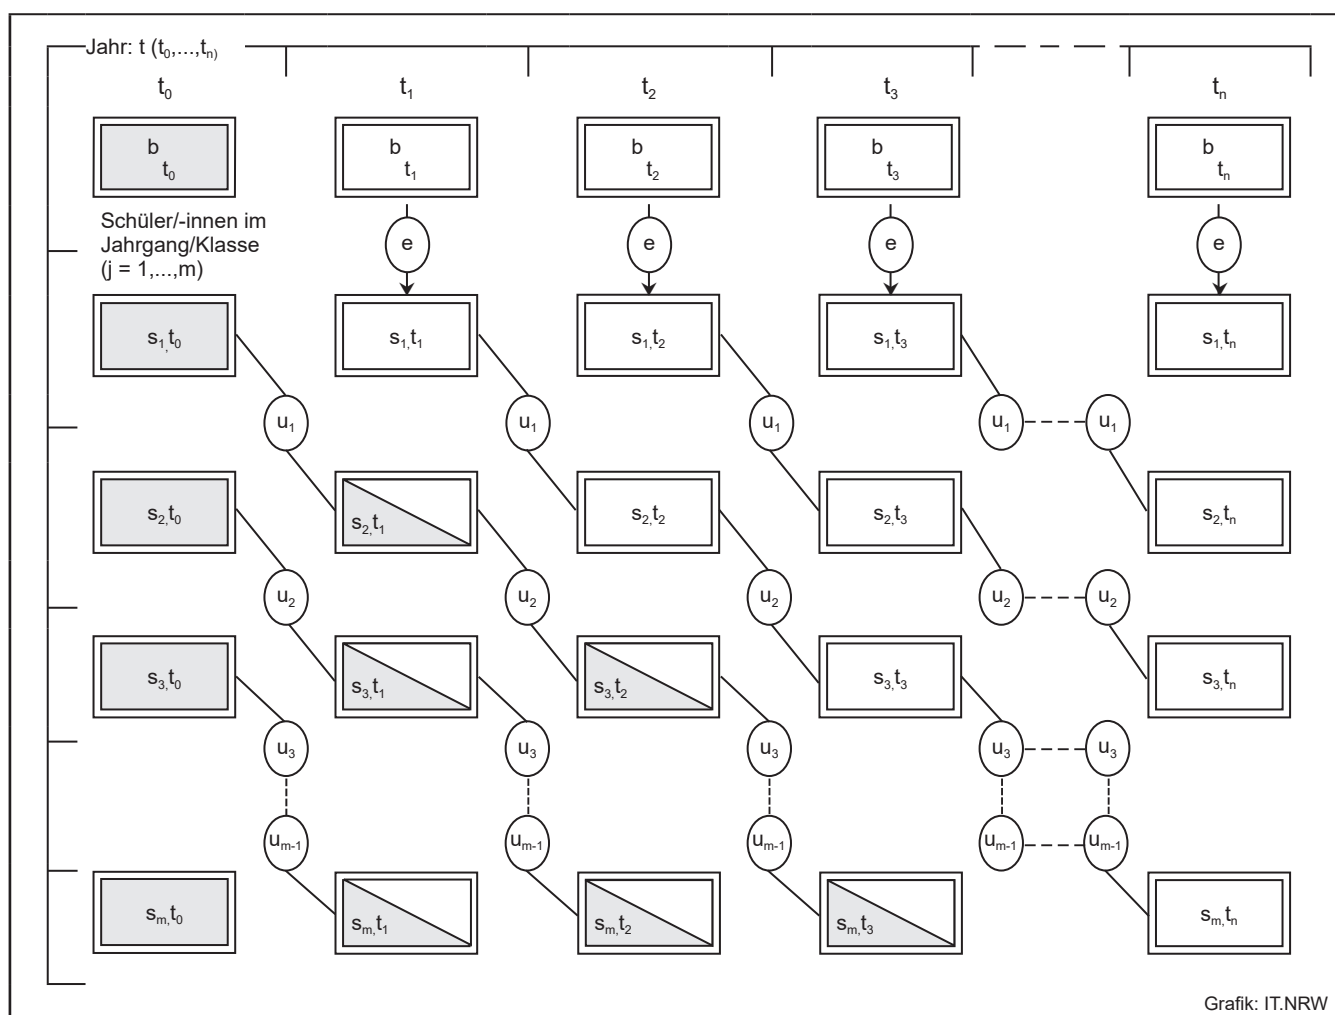 Jahr: t (t₀,...,tₙ)
t₀ t₁ t₂ t₃ tₙ
b b b b b
t₀ t₁ t₂ t₃ tₙ
Schüler/-innen im
Jahrgang/Klasse
(j = 1,...,m)
e e e e
s₁,t₀ s₁,t₁ s₁,t₂ s₁,t₃ s₁,tₙ
u₁ u₁ u₁ u₁ u₁
s₂,t₀ s₂,t₁ s₂,t₂ s₂,t₃ s₂,tₙ
u₂ u₂ u₂ u₂ u₂
s₃,t₀ s₃,t₁ s₃,t₂ s₃,t₃ s₃,tₙ
u₃ u₃ u₃ u₃ u₃
uₘ₋₁ uₘ₋₁ uₘ₋₁ uₘ₋₁ uₘ₋₁
sₘ,t₀ sₘ,t₁ sₘ,t₂ sₘ,t₃ sₘ,tₙ
Grafik: IT.NRW